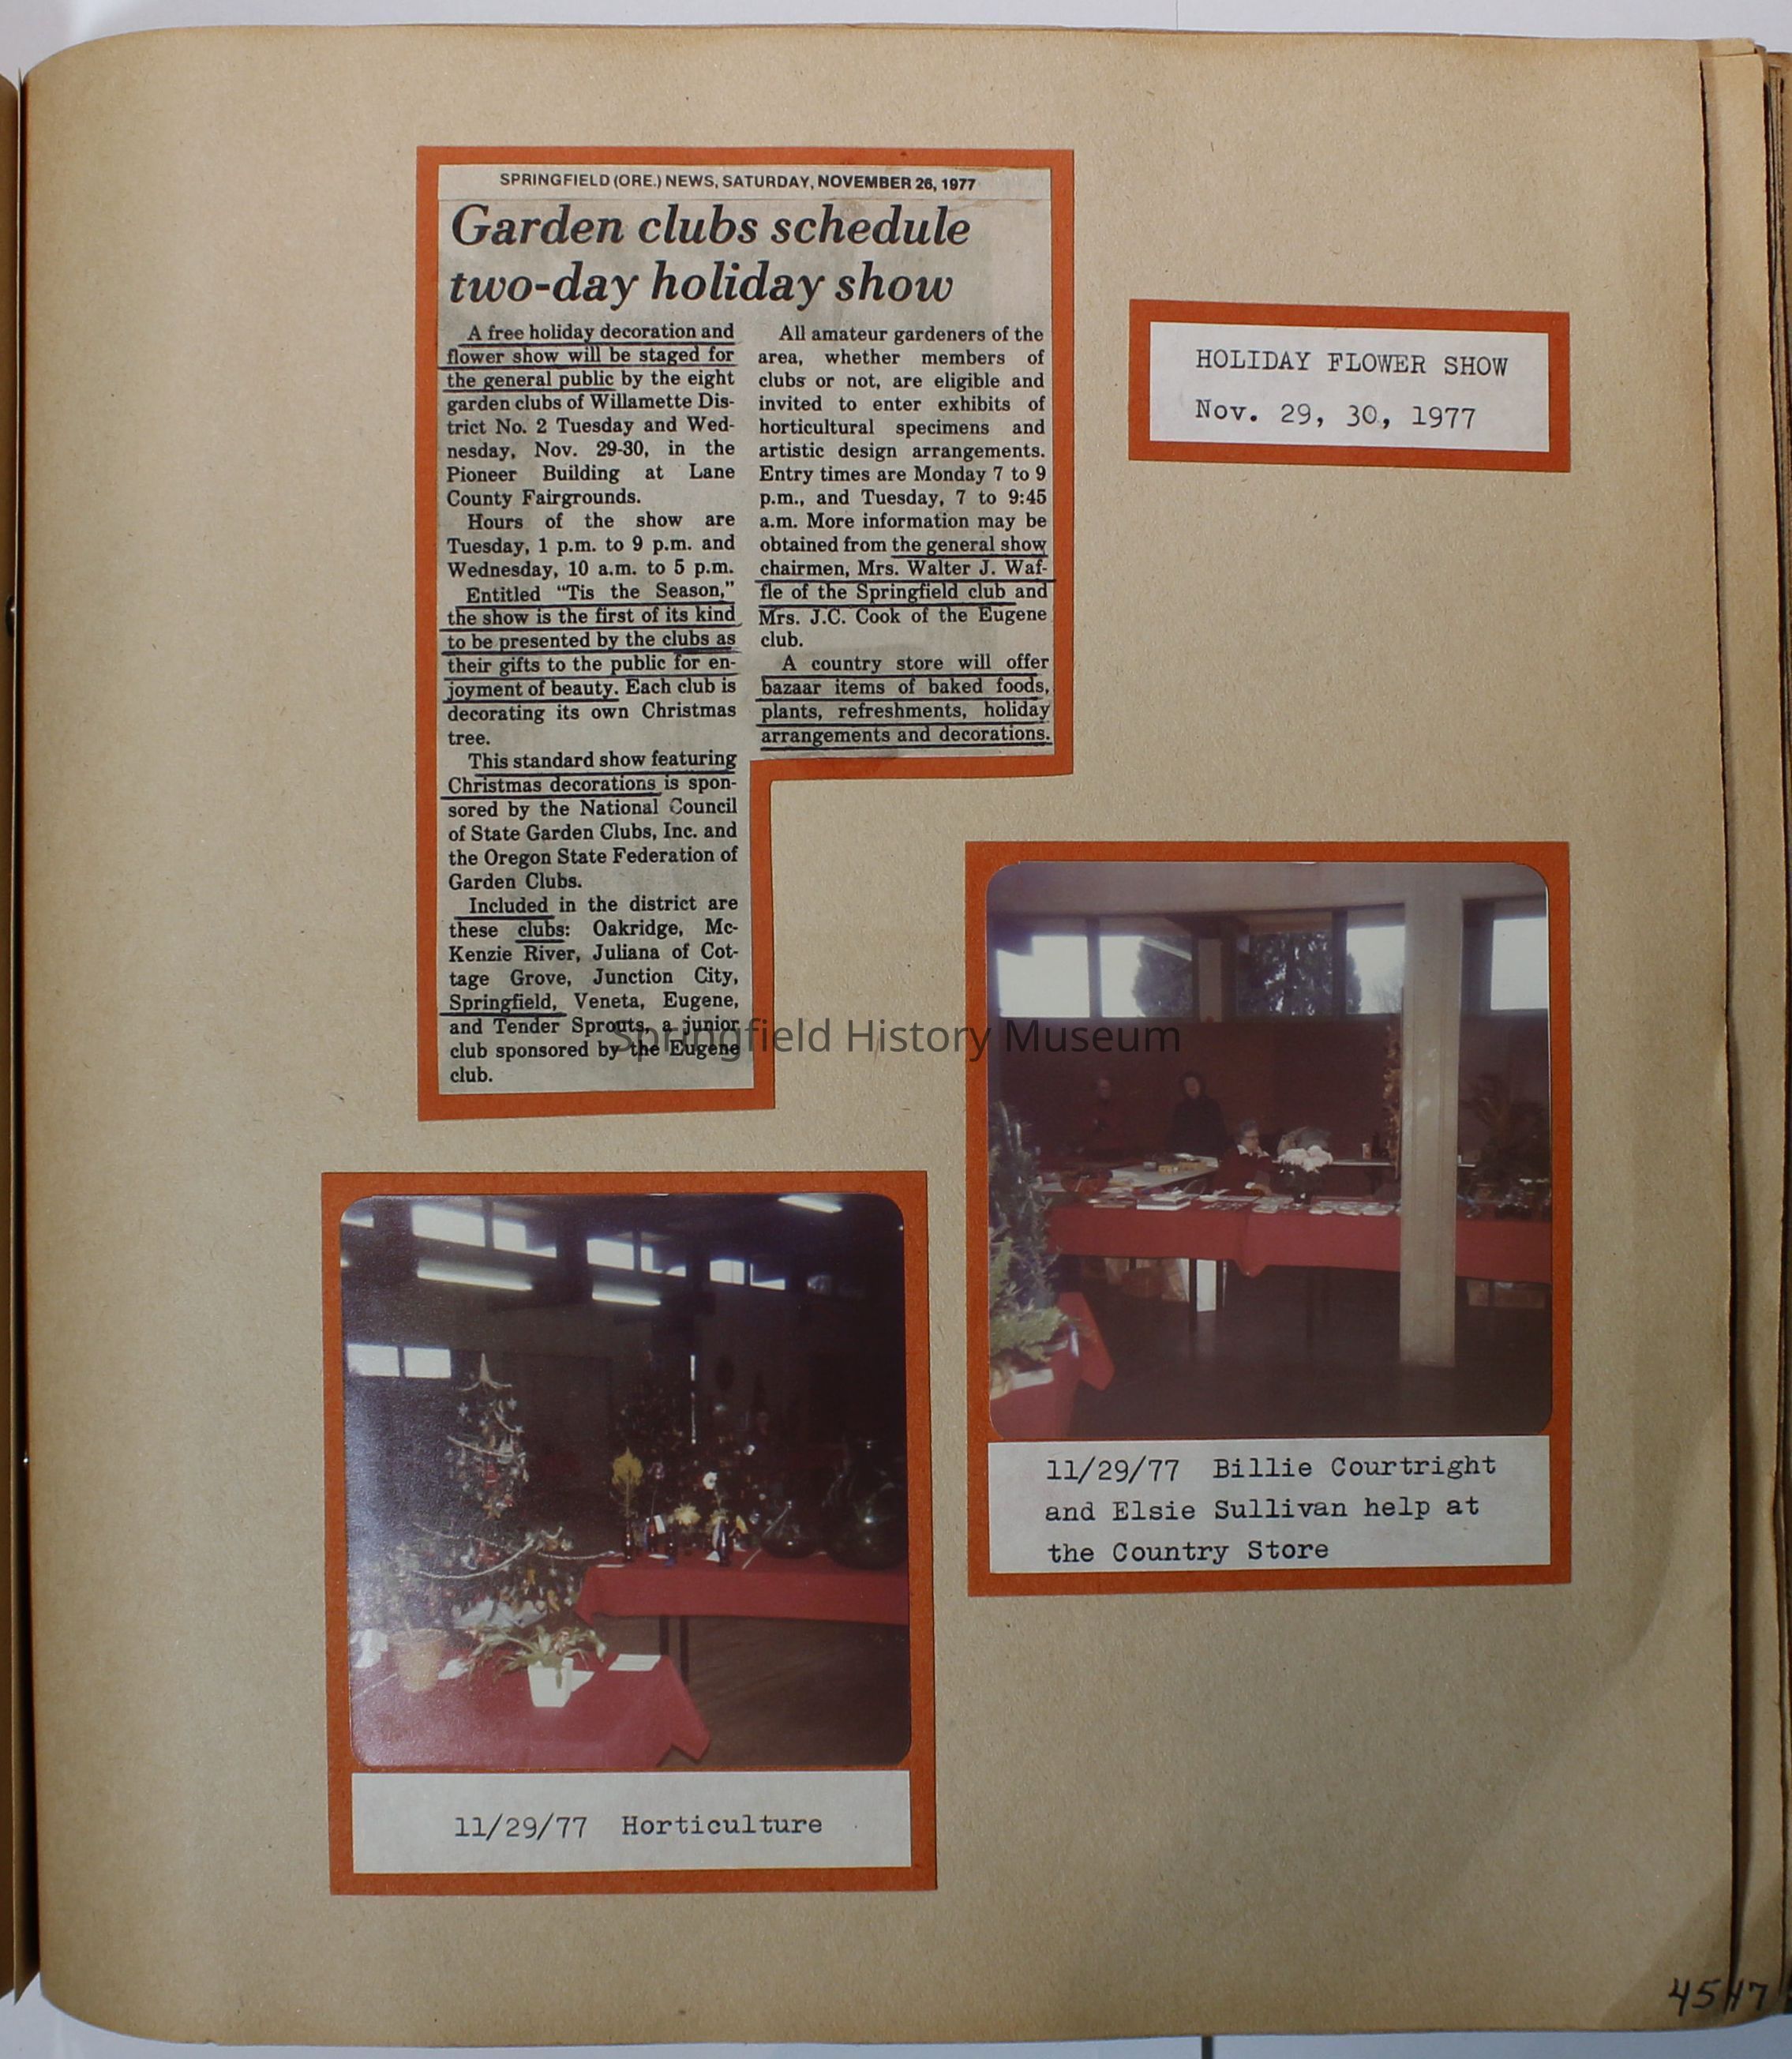 SPRINGFIELD (ORE.) NEWS, SATURDAY, NOVEMBER 26, 1977
Garden clubs schedule
two-day holiday show
A free holiday decoration and
flower show will be staged for
the general public by the eight
garden clubs of Willamette Dis-
trict No. 2 Tuesday and Wed-
nesday, Nov. 29-30, in the
Pioneer Building at Lane
County Fairgrounds.
Hours of the show are
Tuesday, 1 p.m. to 9 p.m. and
Wednesday, 10 a.m. to 5 p.m.
Entitled "Tis the Season,"
the show is the first of its kind
to be presented by the clubs as
their gifts to the public for en-
joyment of beauty. Each club is
decorating its own Christmas
tree.
This standard show featuring
Christmas decorations is spon-
sored by the National Council
of State Garden Clubs, Inc. and
the Oregon State Federation of
Garden Clubs.
Included in the district are
these clubs: Oakridge, Mc-
Kenzie River, Juliana of Cot-
tage Grove, Junction City,
Springfield, Veneta, Eugene,
and Tender Sprouts, a junior
club sponsored by the Eugene
club.
All amateur gardeners of the
area, whether members of
clubs or not, are eligible and
invited to enter exhibits of
horticultural specimens and
artistic design arrangements.
Entry times are Monday 7 to 9
p.m., and Tuesday, 7 to 9:45
a.m. More information may be
obtained from the general show
chairmen, Mrs. Walter J. Waf-
fle of the Springfield club and
Mrs. J.C. Cook of the Eugene
club.
A country store will offer
bazaar items of baked foods,
plants, refreshments, holiday
arrangements and decorations.
HOLIDAY FLOWER SHOW
Nov. 29, 30, 1977
Springfield History Museum
11/29/77 Billie Courtright
and Elsie Sullivan help at
the Country Store
11/29/77 Horticulture
45